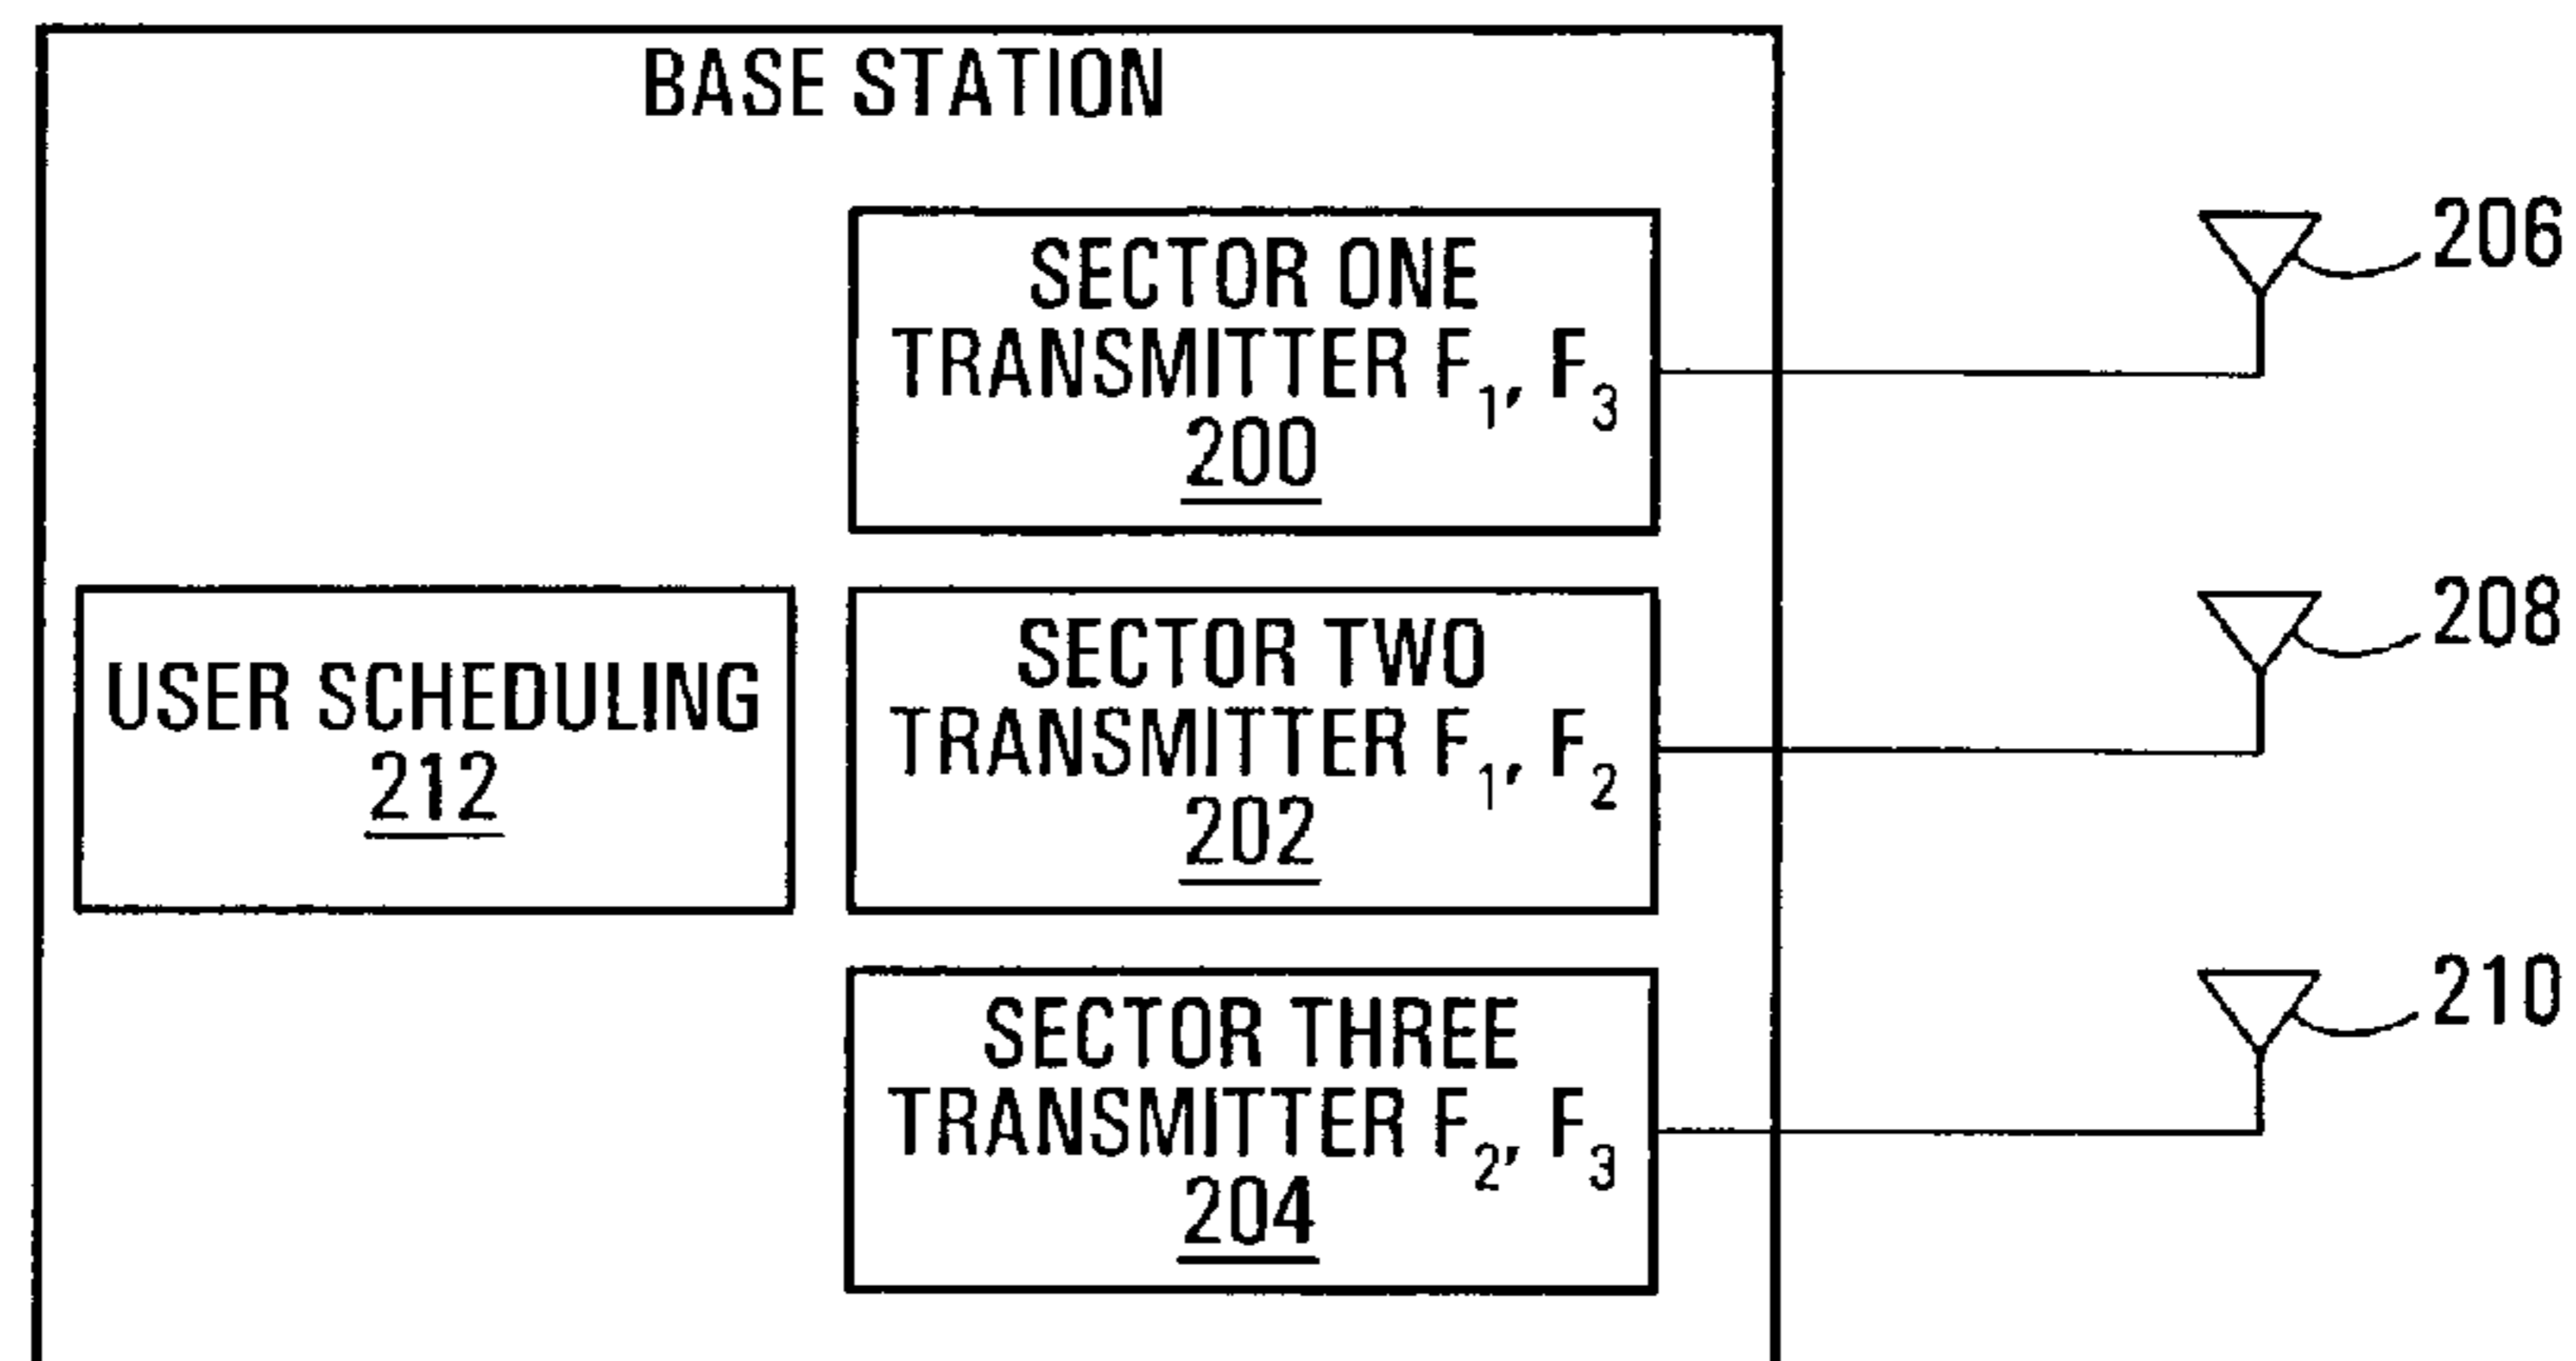 BASE STATION
SECTOR ONE
TRANSMITTER F₁, F₃
200
206
USER SCHEDULING
212
SECTOR TWO
TRANSMITTER F₁, F₂
202
208
SECTOR THREE
TRANSMITTER F₂, F₃
204
210